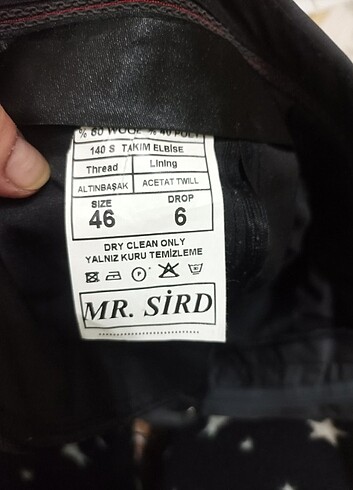 % 60 WOOL % 40 POLY
140 S TAKIM ELBİSE
Thread Lining
ALTINBAŞAK ACETAT TWILL
SIZE DROP
46 6
DRY CLEAN ONLY
YALNIZ KURU TEMİZLEME
P
MR. SİRD